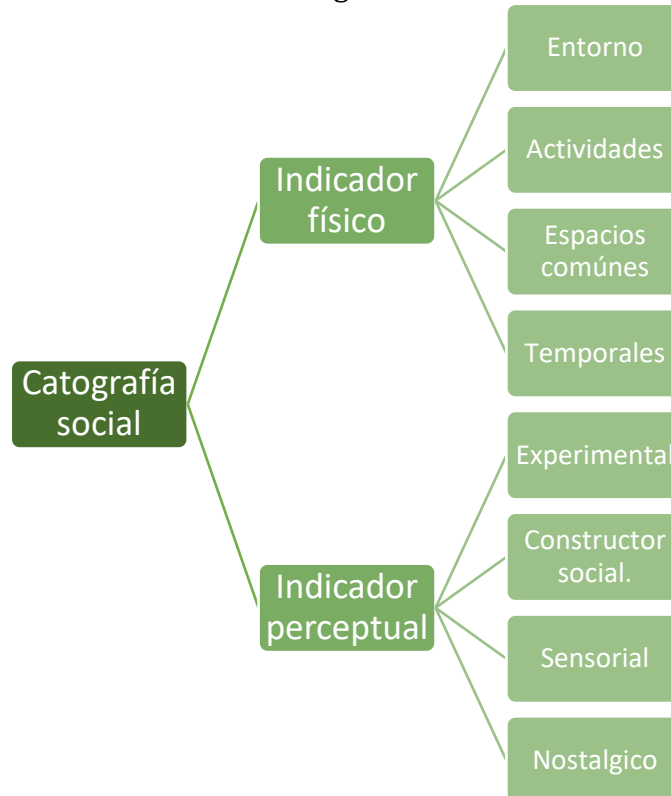 Entorno
Actividades
Indicador
físico
Espacios
comúnes
Temporales
Catografía
social
Experimental
Constructor
social.
Indicador
perceptual
Sensorial
Nostalgico